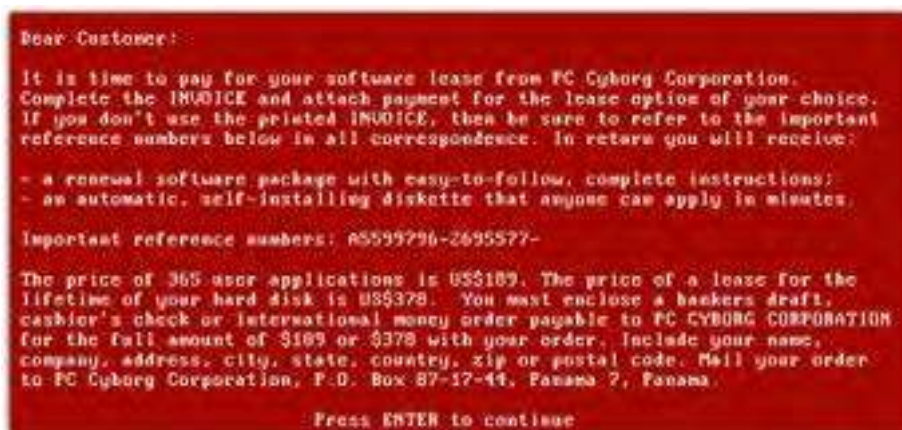 Dear Customer:
It is time to pay for your software lease from PC Cyborg Corporation.
Complete the INVOICE and attach payment for the lease option of your choice.
If you don't use the printed INVOICE, then be sure to refer to the important
reference numbers below in all correspondence. In return you will receive:
- a renewal software package with easy-to-follow, complete instructions;
- an automatic, self-installing diskette that anyone can apply in minutes.
Important reference numbers: A5599796-2695577-
The price of 365 user applications is US$189. The price of a lease for the
lifetime of your hard disk is US$378. You must enclose a bankers draft,
cashier's check or international money order payable to PC CYBORG CORPORATION
for the full amount of $189 or $378 with your order. Include your name,
company, address, city, state, country, zip or postal code. Mail your order
to PC Cyborg Corporation, P.O. Box 87-17-44, Panama 7, Panama.
Press ENTER to continue